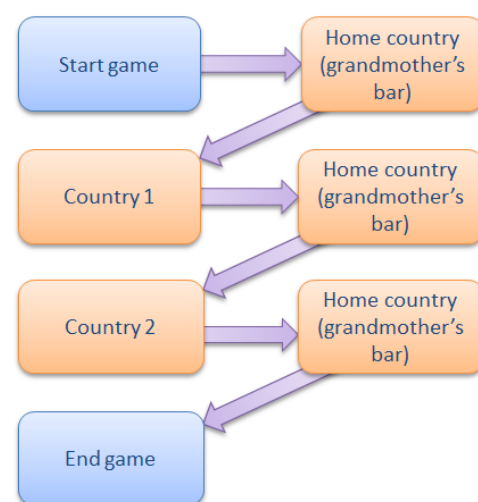 Start game
Home country
(grandmother's
bar)
Country 1
Home country
(grandmother's
bar)
Country 2
Home country
(grandmother's
bar)
End game